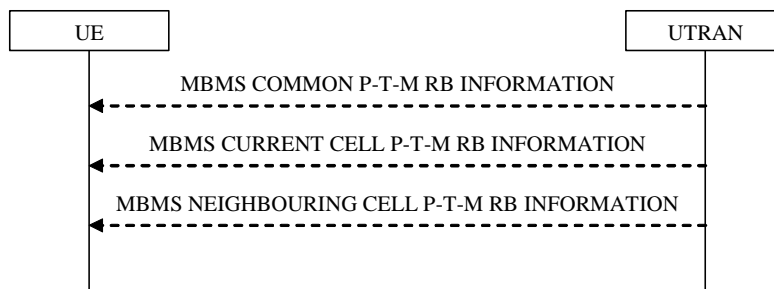 UE
UTRAN
MBMS COMMON P-T-M RB INFORMATION
MBMS CURRENT CELL P-T-M RB INFORMATION
MBMS NEIGHBOURING CELL P-T-M RB INFORMATION